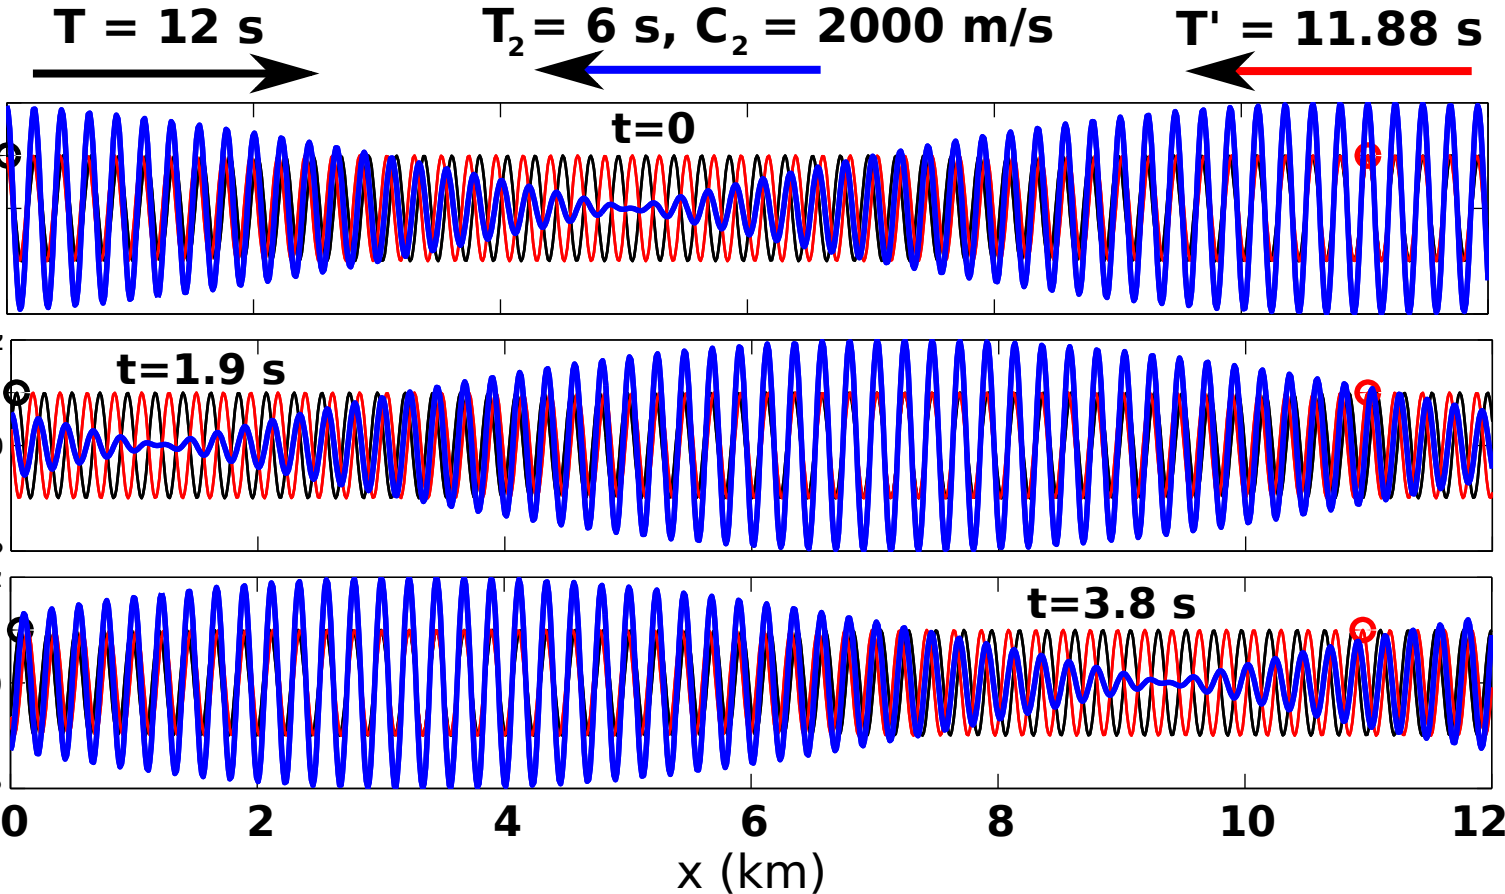 T = 12 s
T2 = 6 s, C2 = 2000 m/s
T' = 11.88 s
t=0
t=1.9 s
t=3.8 s
0 2 4 6 8 10 12
x (km)